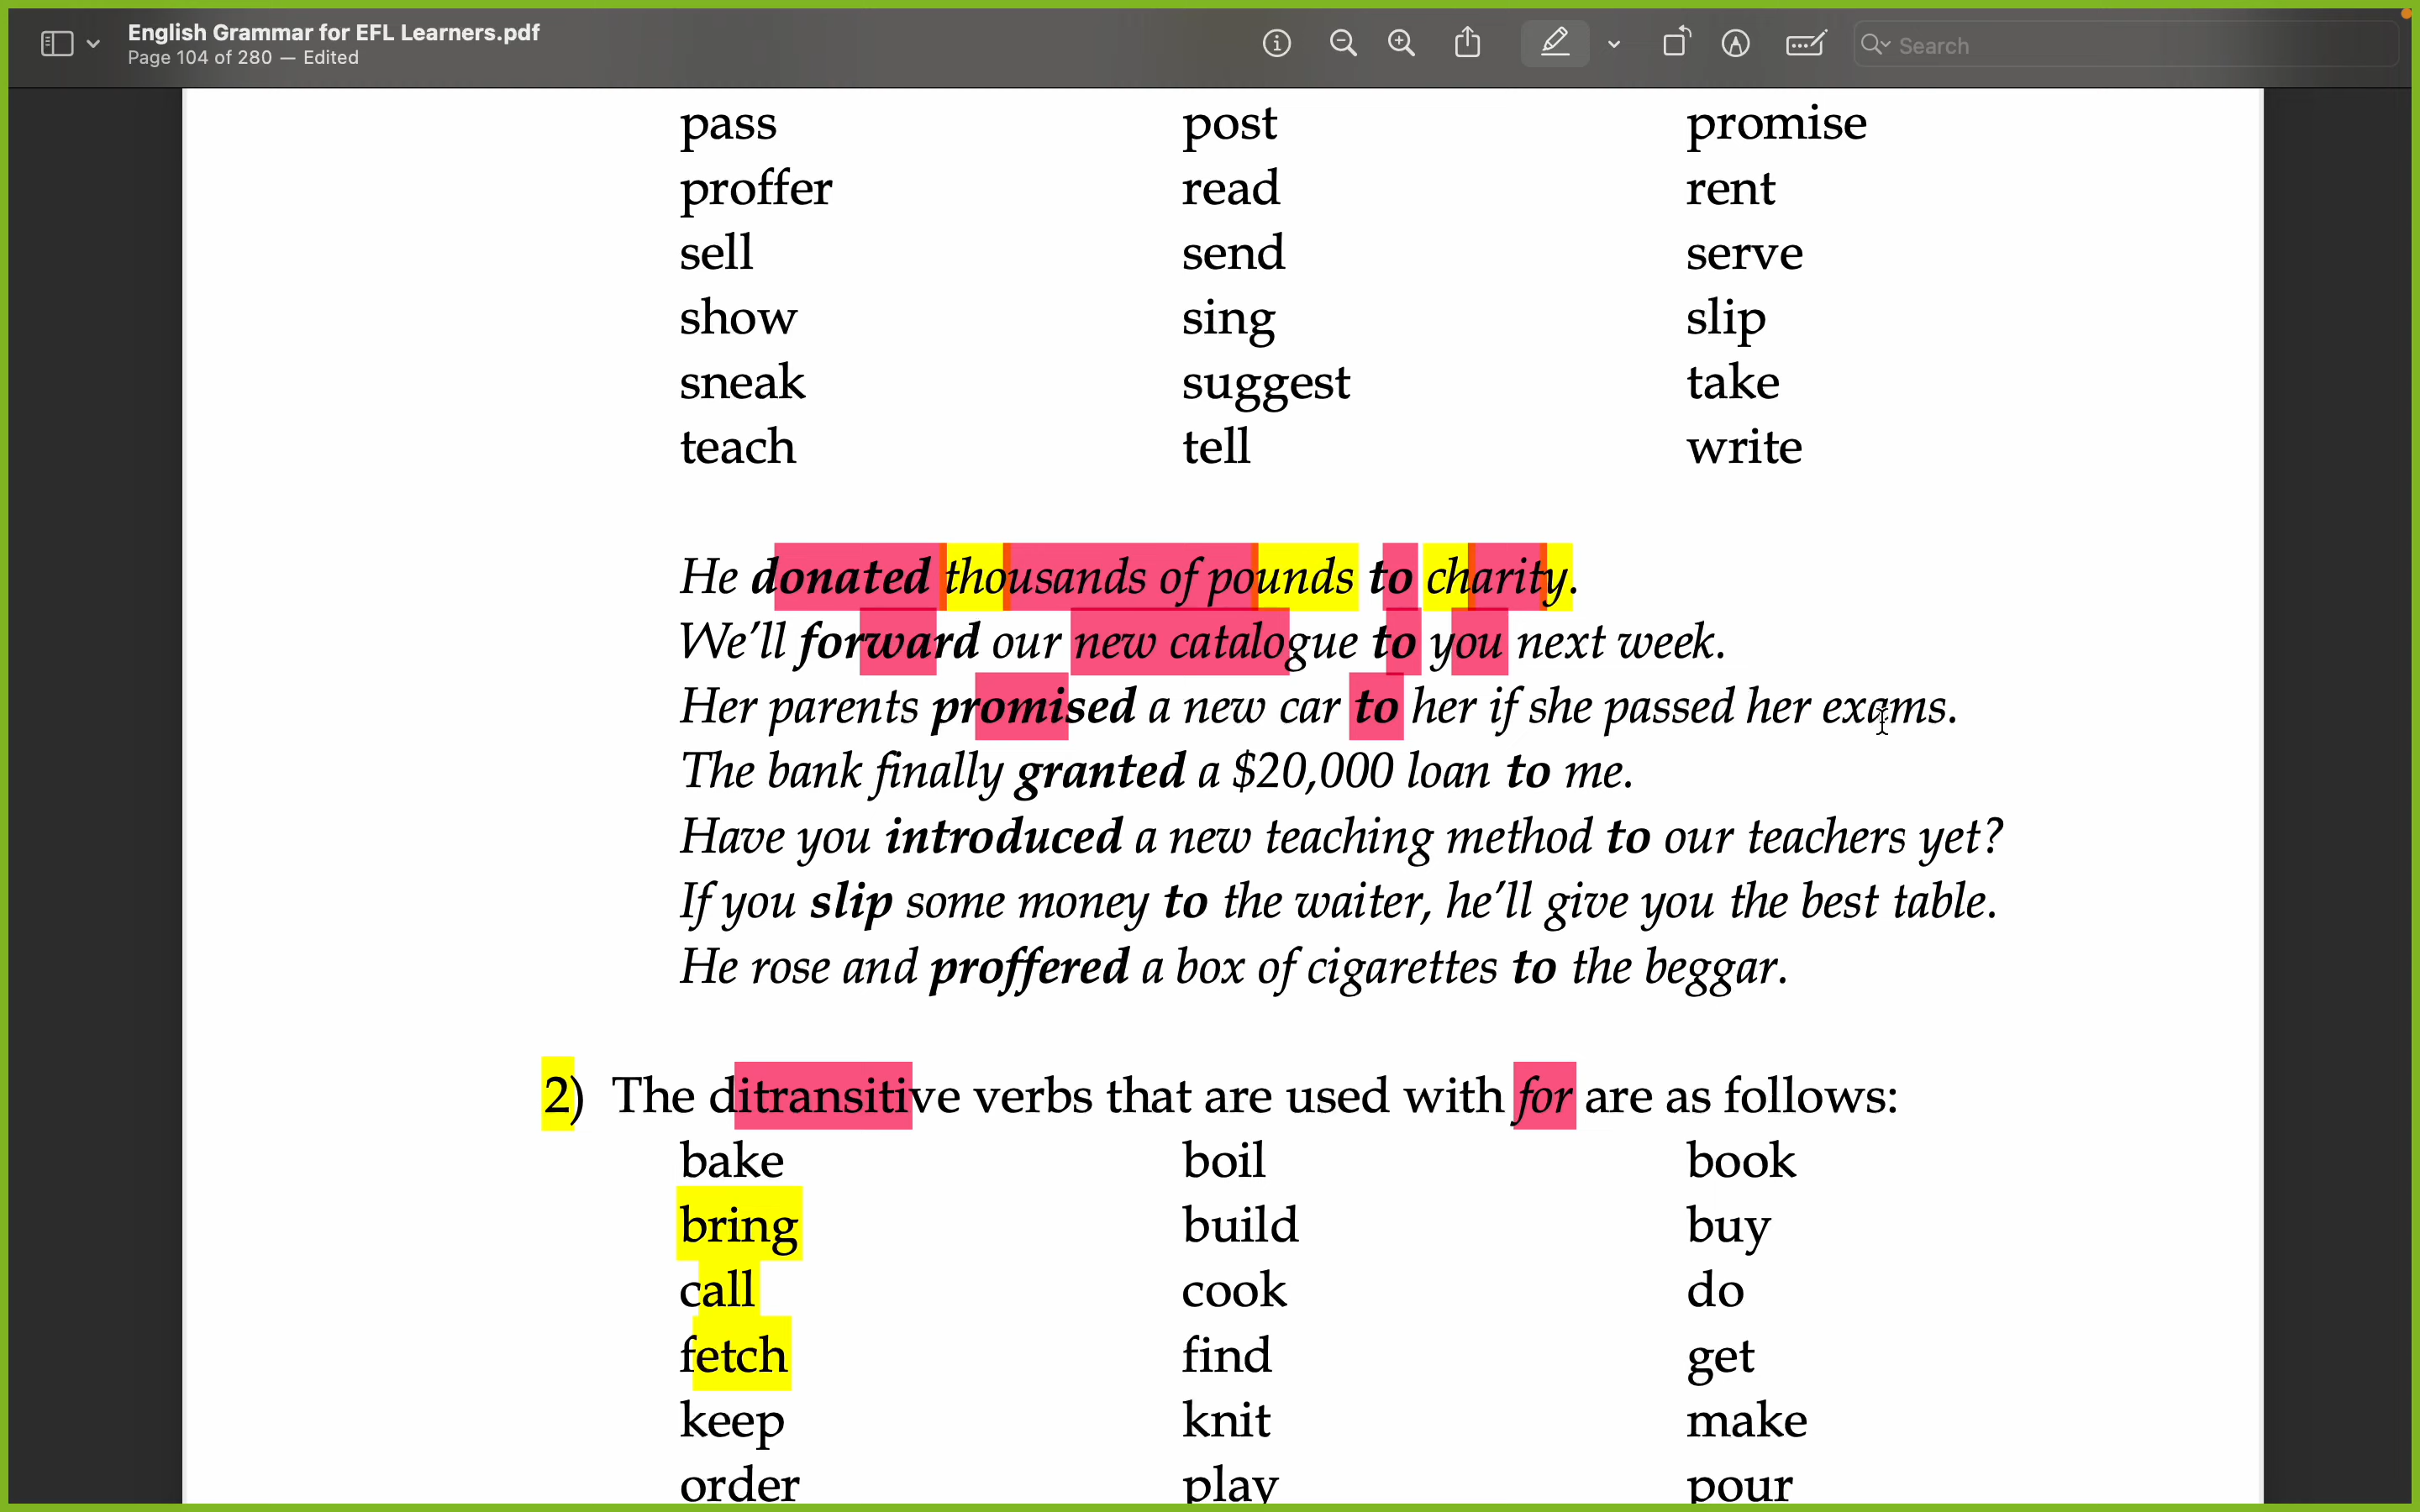 English Grammar for EFL Learners.pdf
Page 104 of 280 — Edited
Search
pass post promise
proffer read rent
sell send serve
show sing slip
sneak suggest take
teach tell write
He donated thousands of pounds to charity.
We'll forward our new catalogue to you next week.
Her parents promised a new car to her if she passed her exams.
The bank finally granted a $20,000 loan to me.
Have you introduced a new teaching method to our teachers yet?
If you slip some money to the waiter, he'll give you the best table.
He rose and proffered a box of cigarettes to the beggar.
2) The ditransitive verbs that are used with for are as follows:
bake boil book
bring build buy
call cook do
fetch find get
keep knit make
order play pour